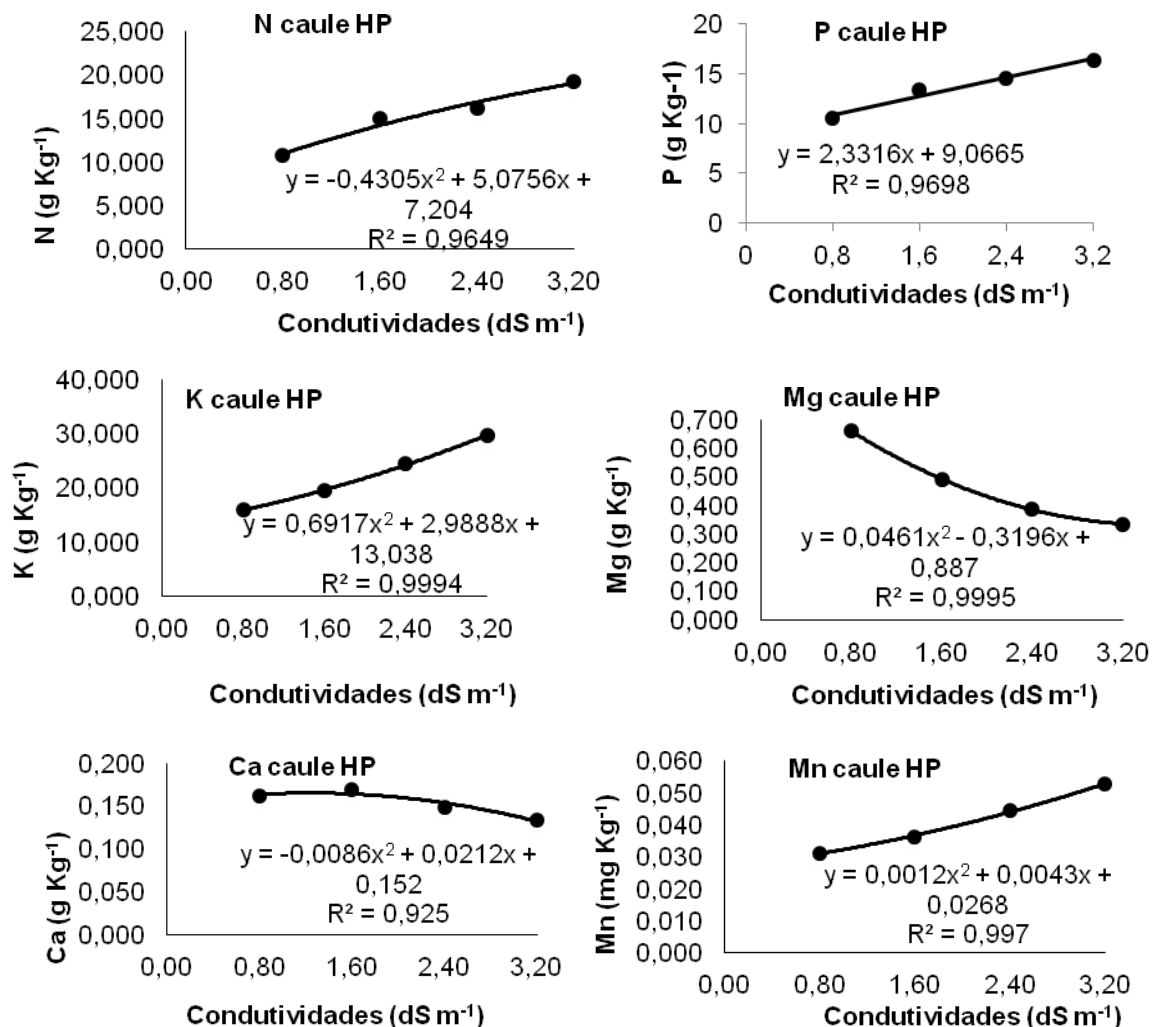 N caule HP
25,000
20,000
15,000
10,000
5,000
0,000
N (g Kg⁻¹)
y = -0,4305x² + 5,0756x +
7,204
R² = 0,9649
0,00 0,80 1,60 2,40 3,20
Condutividades (dS m⁻¹)
P caule HP
20
15
10
5
0
P (g Kg-1)
y = 2,3316x + 9,0665
R² = 0,9698
0 0,8 1,6 2,4 3,2
Condutividades (dS m⁻¹)
K caule HP
40,000
30,000
20,000
10,000
0,000
K (g Kg⁻¹)
y = 0,6917x² + 2,9888x +
13,038
R² = 0,9994
0,00 0,80 1,60 2,40 3,20
Condutividades (dS m⁻¹)
Mg caule HP
0,700
0,600
0,500
0,400
0,300
0,200
0,100
0,000
Mg (g Kg⁻¹)
y = 0,0461x² - 0,3196x +
0,887
R² = 0,9995
0,00 0,80 1,60 2,40 3,20
Condutividades (dS m⁻¹)
Ca caule HP
0,200
0,150
0,100
0,050
0,000
Ca (g Kg⁻¹)
y = -0,0086x² + 0,0212x +
0,152
R² = 0,925
0,00 0,80 1,60 2,40 3,20
Condutividades (dS m⁻¹)
Mn caule HP
0,060
0,050
0,040
0,030
0,020
0,010
0,000
Mn (mg Kg⁻¹)
y = 0,0012x² + 0,0043x +
0,0268
R² = 0,997
0,00 0,80 1,60 2,40 3,20
Condutividades (dS m⁻¹)